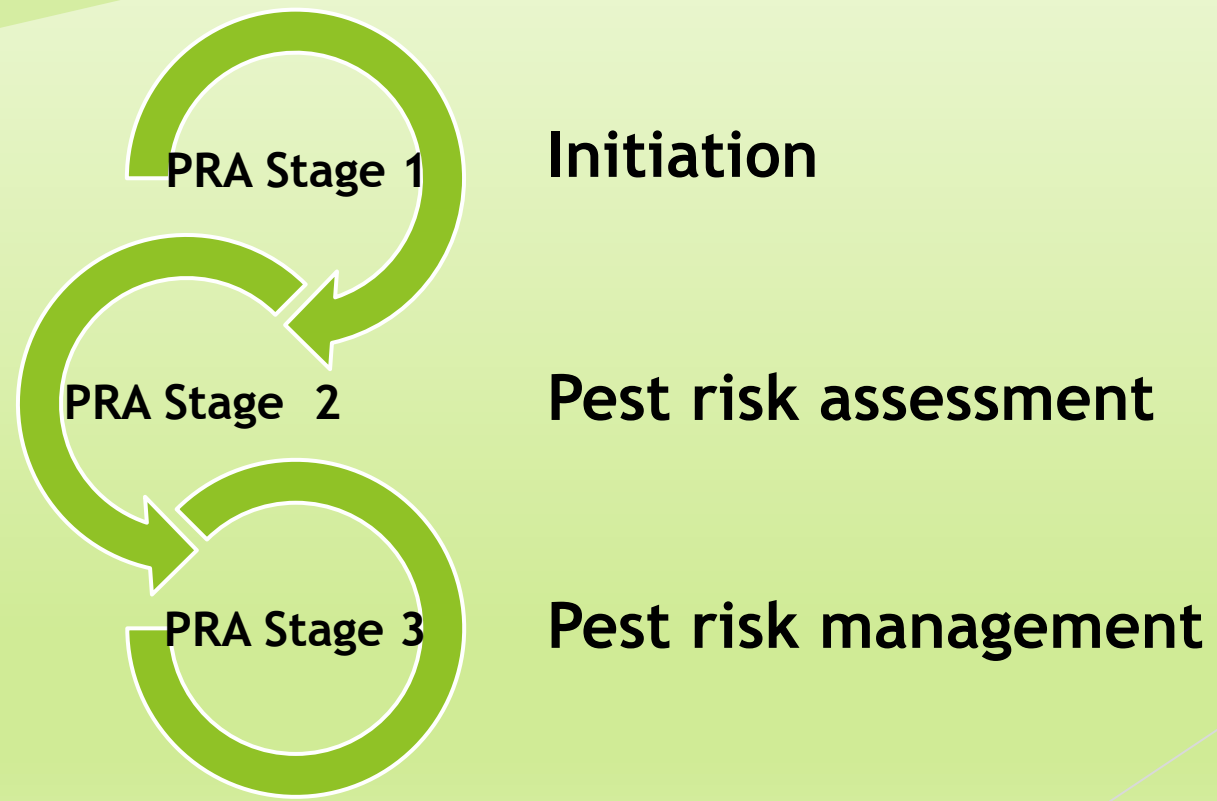 PRA Stage 1
Initiation
PRA Stage 2
Pest risk assessment
PRA Stage 3
Pest risk management